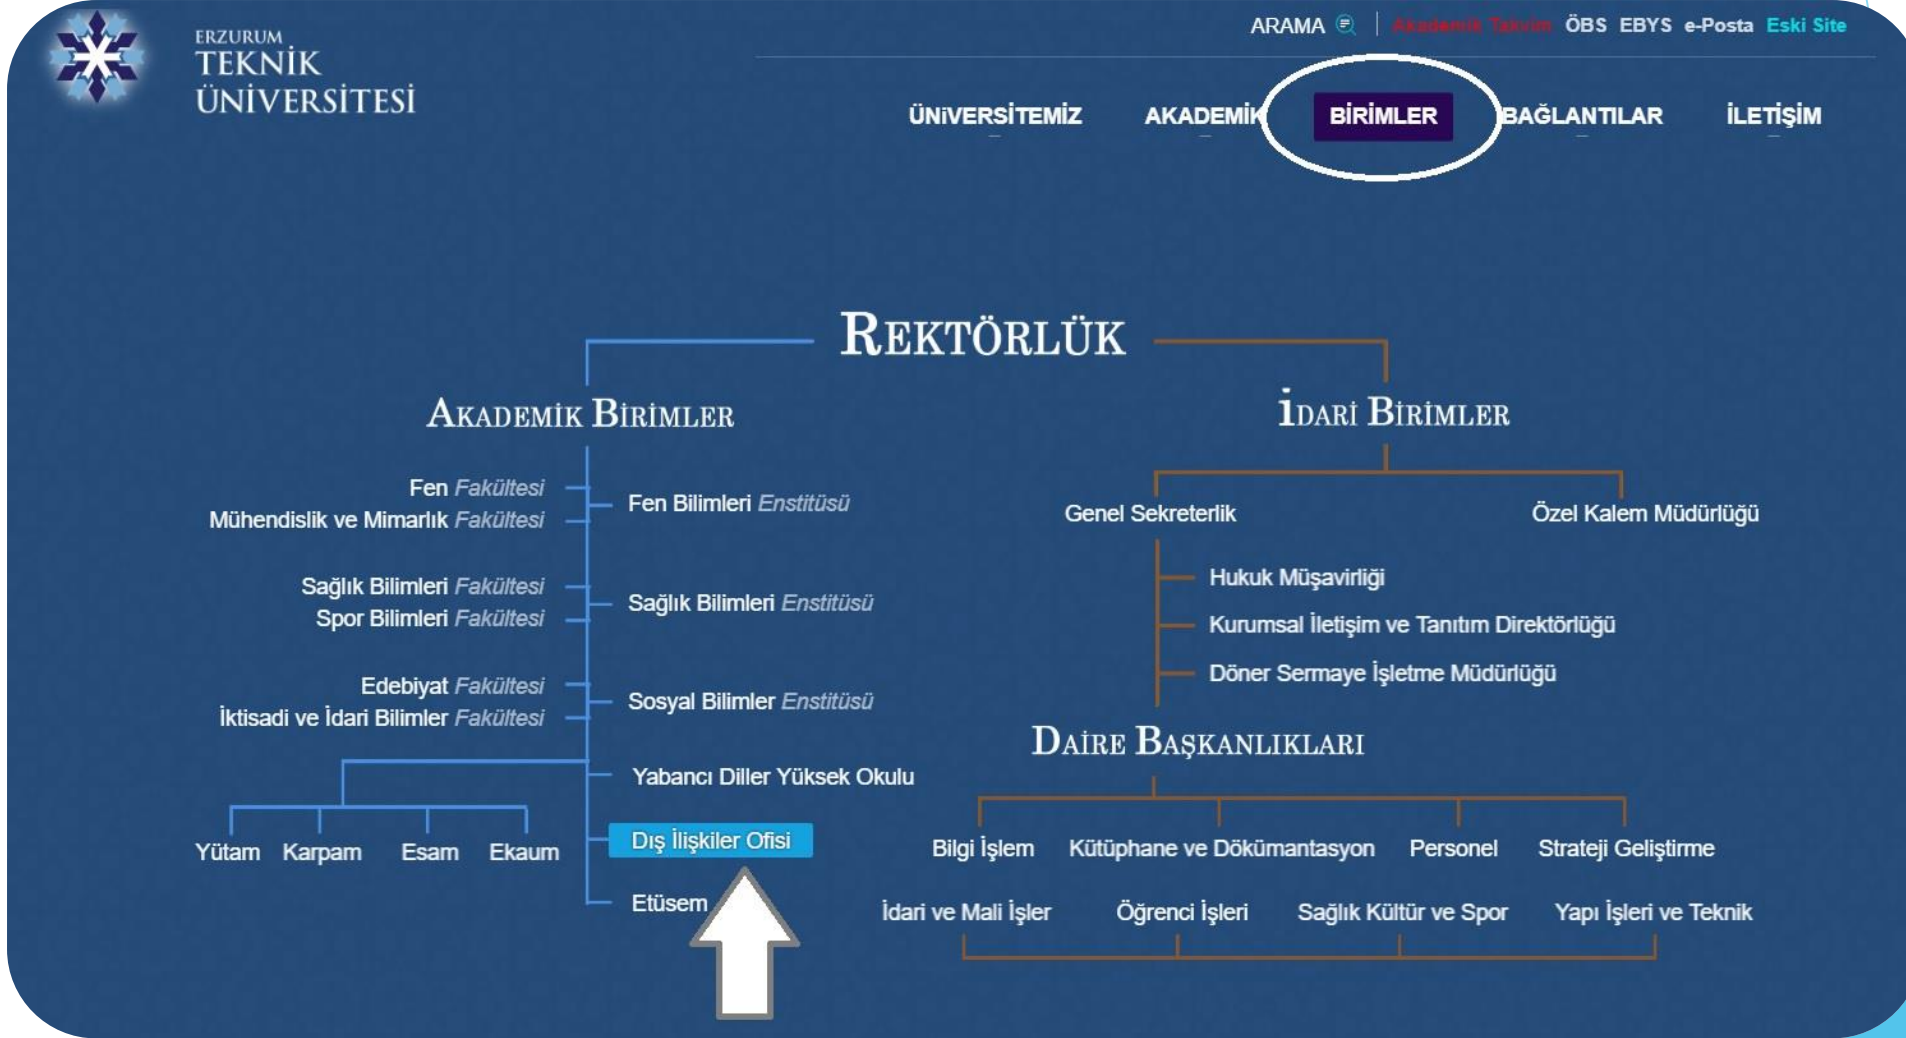 ERZURUM
TEKNİK
ÜNİVERSİTESİ
ARAMA Akademik Takvim ÖBS EBYS e-Posta Eski Site
ÜNİVERSİTEMİZ AKADEMİK BİRİMLER BAĞLANTILAR İLETİŞİM
REKTÖRLÜK
AKADEMİK BİRİMLER
Fen Fakültesi
Mühendislik ve Mimarlık Fakültesi
Fen Bilimleri Enstitüsü
Sağlık Bilimleri Fakültesi
Spor Bilimleri Fakültesi
Sağlık Bilimleri Enstitüsü
Edebiyat Fakültesi
İktisadi ve İdari Bilimler Fakültesi
Sosyal Bilimler Enstitüsü
Yabancı Diller Yüksek Okulu
Yütam Karpam Esam Ekaum
Dış İlişkiler Ofisi
Etüsem
İDARİ BİRİMLER
Genel Sekreterlik
Özel Kalem Müdürlüğü
Hukuk Müşavirliği
Kurumsal İletişim ve Tanıtım Direktörlüğü
Döner Sermaye İşletme Müdürlüğü
DAİRE BAŞKANLIKLARI
Bilgi İşlem Kütüphane ve Dökümantasyon Personel Strateji Geliştirme
İdari ve Mali İşler Öğrenci İşleri Sağlık Kültür ve Spor Yapı İşleri ve Teknik